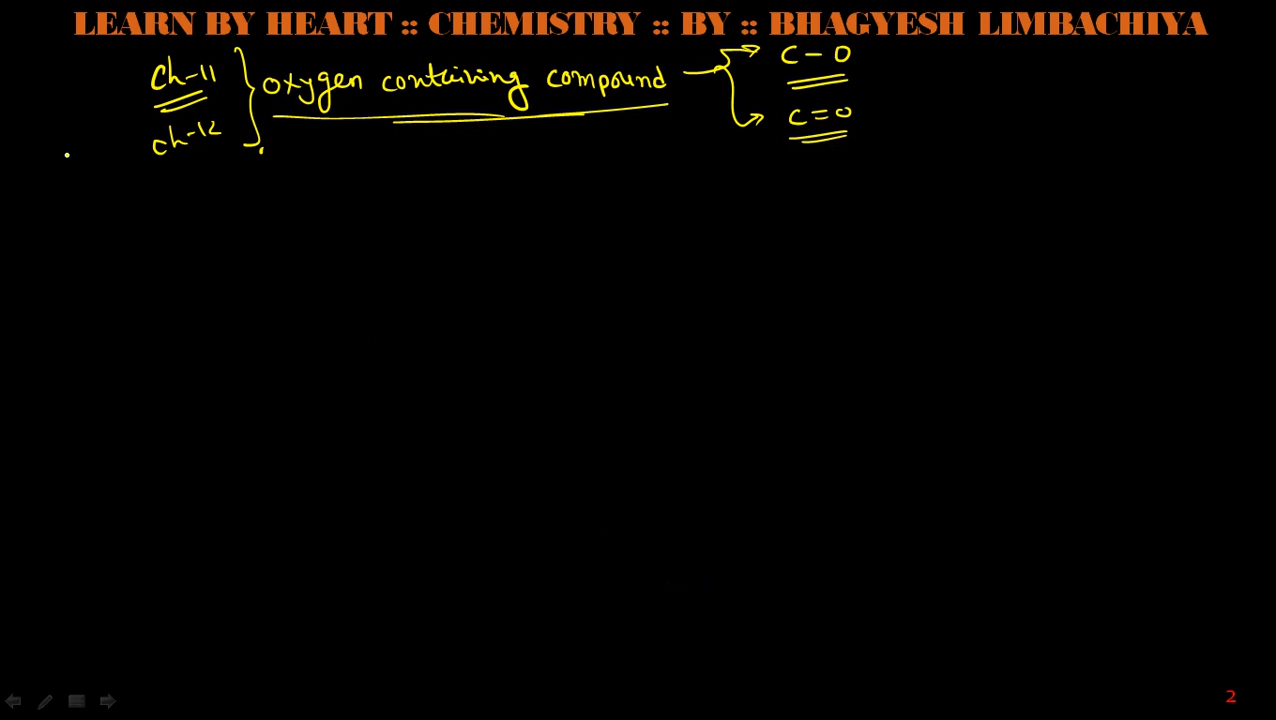 LEARN BY HEART :: CHEMISTRY :: BY :: BHAGYESH LIMBACHIYA
Ch-11
ch-12
oxygen containing compound
C - O
C = O
2